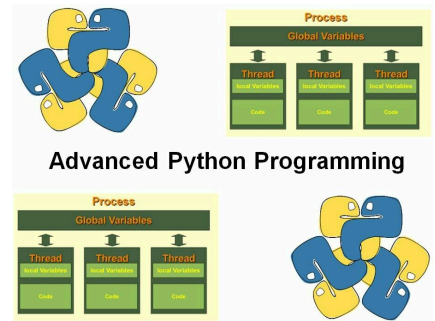 Process
Global Variables
Thread Thread Thread
local Variables local Variables local Variables
Code Code Code
Advanced Python Programming
Process
Global Variables
Thread Thread Thread
local Variables local Variables local Variables
Code Code Code